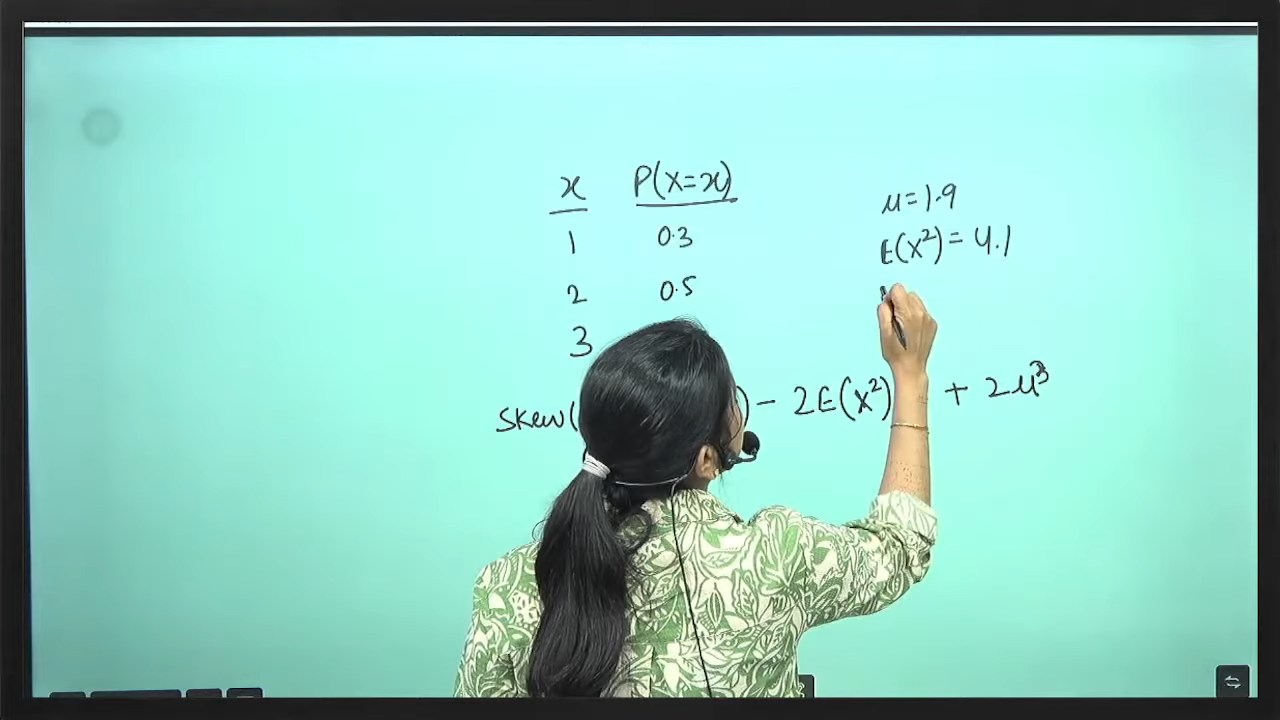 x P(X=x)
1 0.3
2 0.5
3
μ=1.9
E(X²)= 4.1
Skew( ) − 2E(X²) + 2μ³